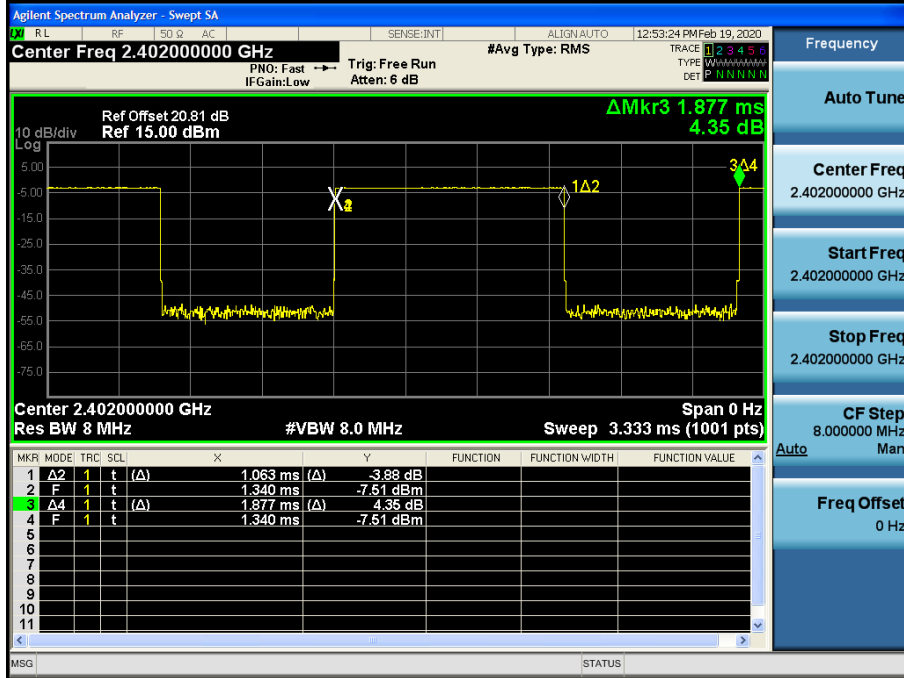 Agilent Spectrum Analyzer - Swept SA
LXI RL RF 50 Ω AC SENSE:INT ALIGN AUTO 12:53:24 PM Feb 19, 2020
Center Freq 2.402000000 GHz #Avg Type: RMS TRACE 1 2 3 4 5 6
PNO: Fast Trig: Free Run TYPE WWWWWW
IFGain:Low Atten: 6 dB DET P N N N N N
ΔMkr3 1.877 ms
4.35 dB
Ref Offset 20.81 dB
10 dB/div Ref 15.00 dBm
Log
5.00
3Δ4
-5.00
1Δ2
-15.0
-25.0
-35.0
-45.0
-55.0
-65.0
-75.0
Center 2.402000000 GHz Span 0 Hz
Res BW 8 MHz #VBW 8.0 MHz Sweep 3.333 ms (1001 pts)
MKR MODE TRC SCL X Y FUNCTION FUNCTION WIDTH FUNCTION VALUE
1 Δ2 1 t (Δ) 1.063 ms (Δ) -3.88 dB
2 F 1 t 1.340 ms -7.51 dBm
3 Δ4 1 t (Δ) 1.877 ms (Δ) 4.35 dB
4 F 1 t 1.340 ms -7.51 dBm
5
6
7
8
9
10
11
MSG STATUS
Frequency
Auto Tune
Center Freq
2.402000000 GHz
Start Freq
2.402000000 GHz
Stop Freq
2.402000000 GHz
CF Step
8.000000 MHz
Auto Man
Freq Offset
0 Hz